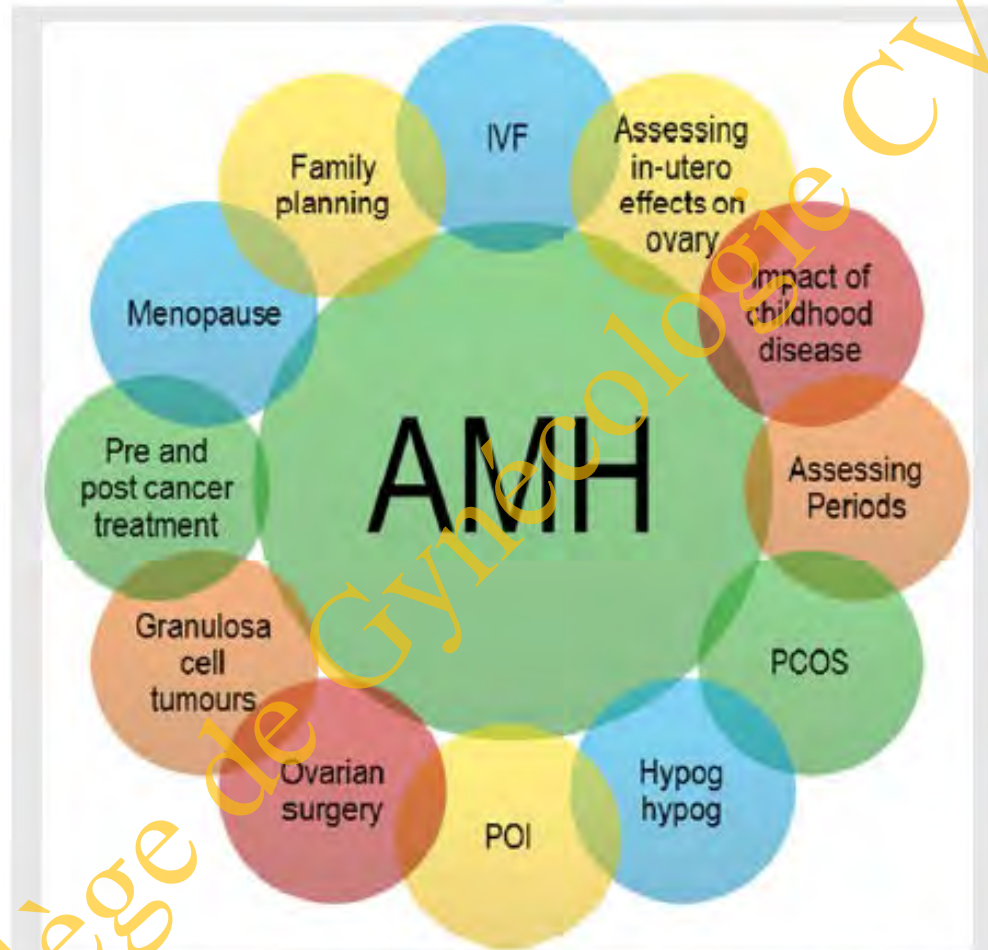 IVF
Assessing
in-utero
effects on
ovary
Impact of
childhood
disease
Assessing
Periods
PCOS
Hypog
hypog
POI
Ovarian
surgery
Granulosa
cell
tumours
Pre and
post cancer
treatment
Menopause
Family
planning
AMH
de Gynécologie CV